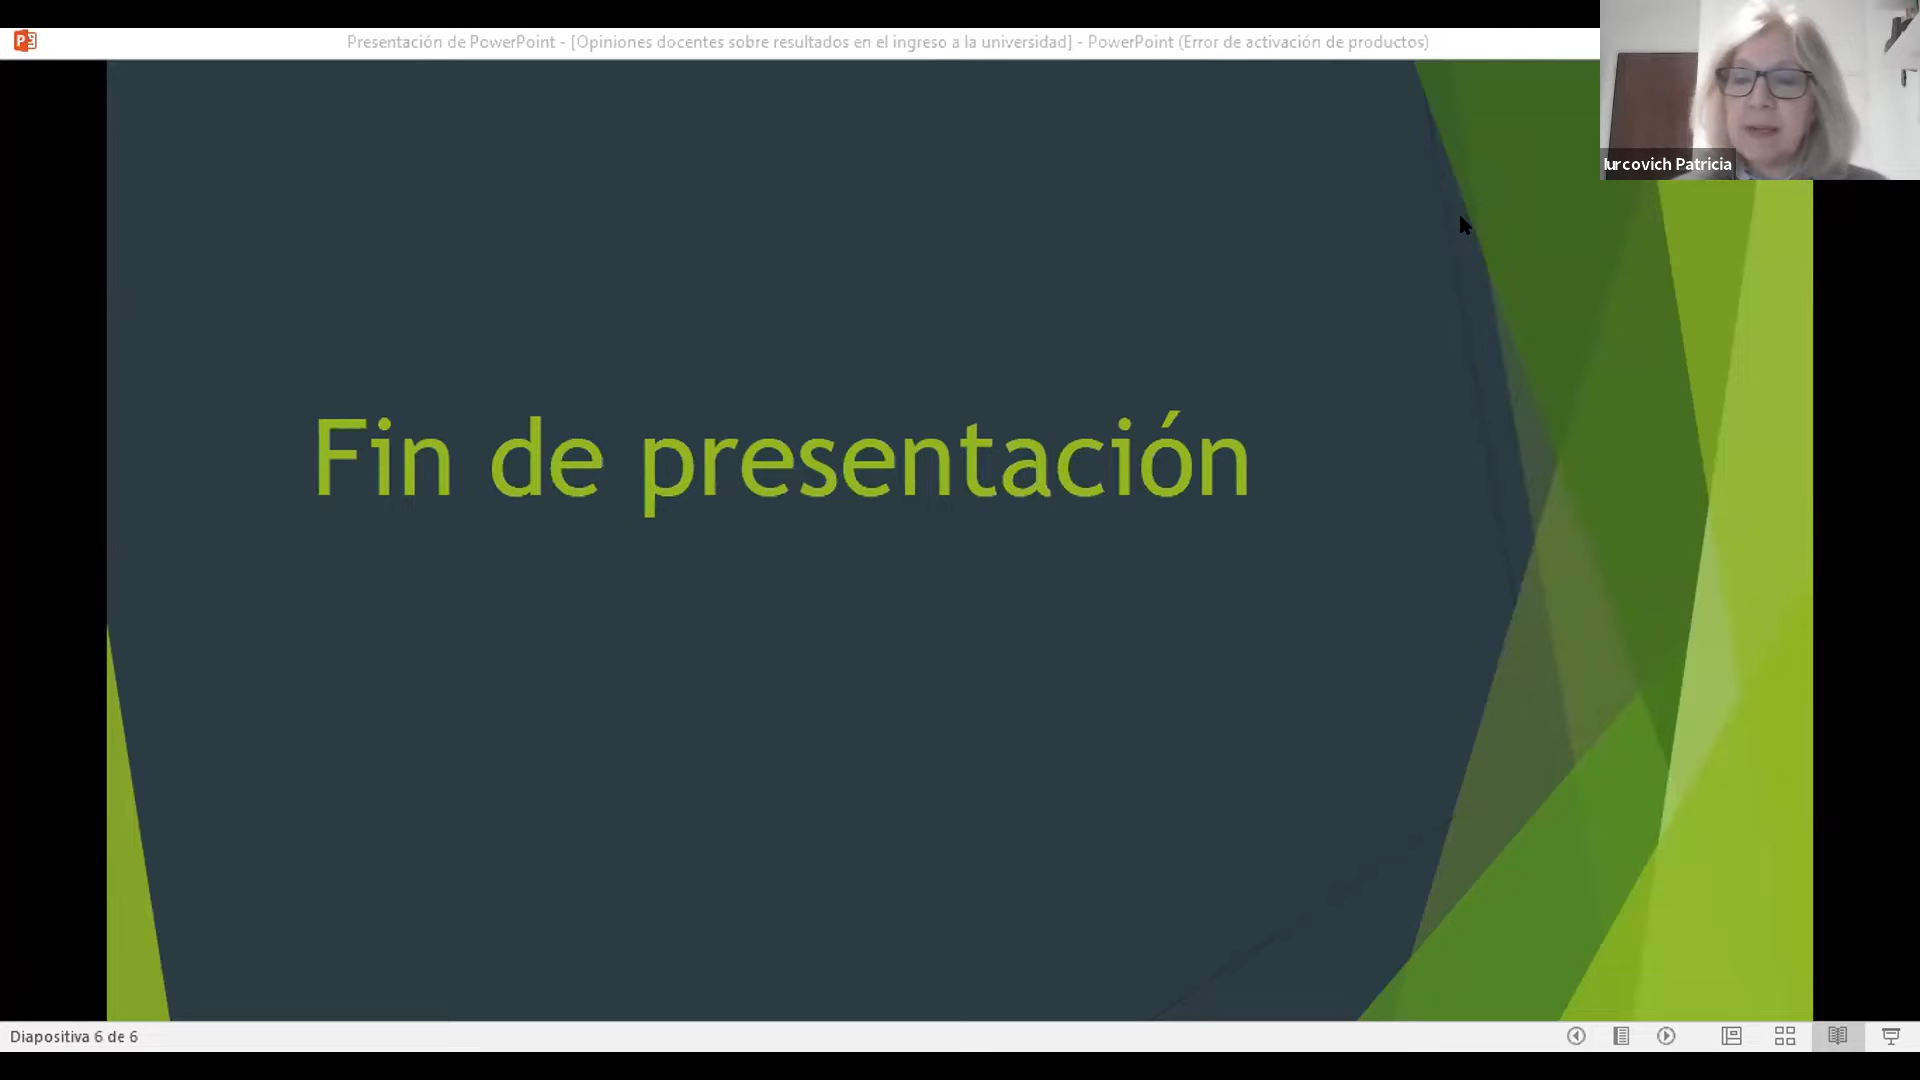 Presentación de PowerPoint - [Opiniones docentes sobre resultados en el ingreso a la universidad] - PowerPoint (Error de activación de productos)
Iurcovich Patricia
Fin de presentación
Diapositiva 6 de 6